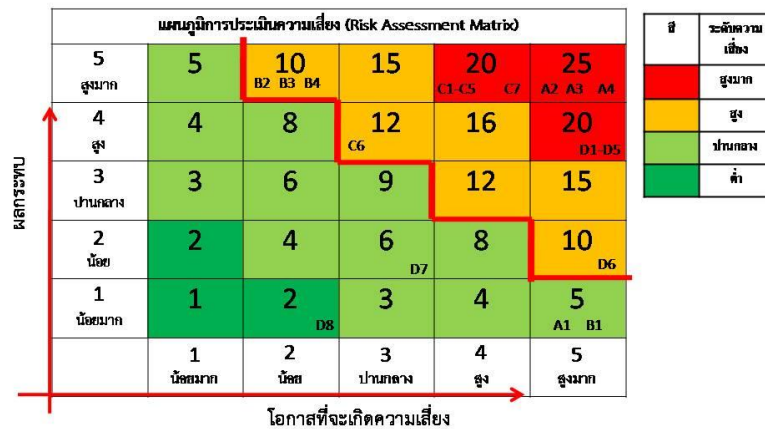 แผนภูมิการประเมินความเสี่ยง (Risk Assessment Matrix)
5 สูงมาก 5 10 15 20 25
B2 B3 B4 C1-C5 C7 A2 A3 A4
4 สูง 4 8 12 16 20
C6 D1-D5
3 ปานกลาง 3 6 9 12 15
2 น้อย 2 4 6 8 10
D7 D6
1 น้อยมาก 1 2 3 4 5
D8 A1 B1
1 2 3 4 5
น้อยมาก น้อย ปานกลาง สูง สูงมาก
ผลกระทบ
โอกาสที่จะเกิดความเสี่ยง
สี ระดับความเสี่ยง
สูงมาก
สูง
ปานกลาง
ต่ำ